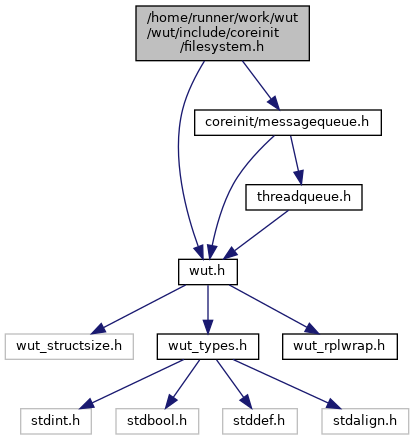 /home/runner/work/wut
/wut/include/coreinit
/filesystem.h
coreinit/messagequeue.h
threadqueue.h
wut.h
wut_structsize.h
wut_types.h
wut_rplwrap.h
stdint.h
stdbool.h
stddef.h
stdalign.h